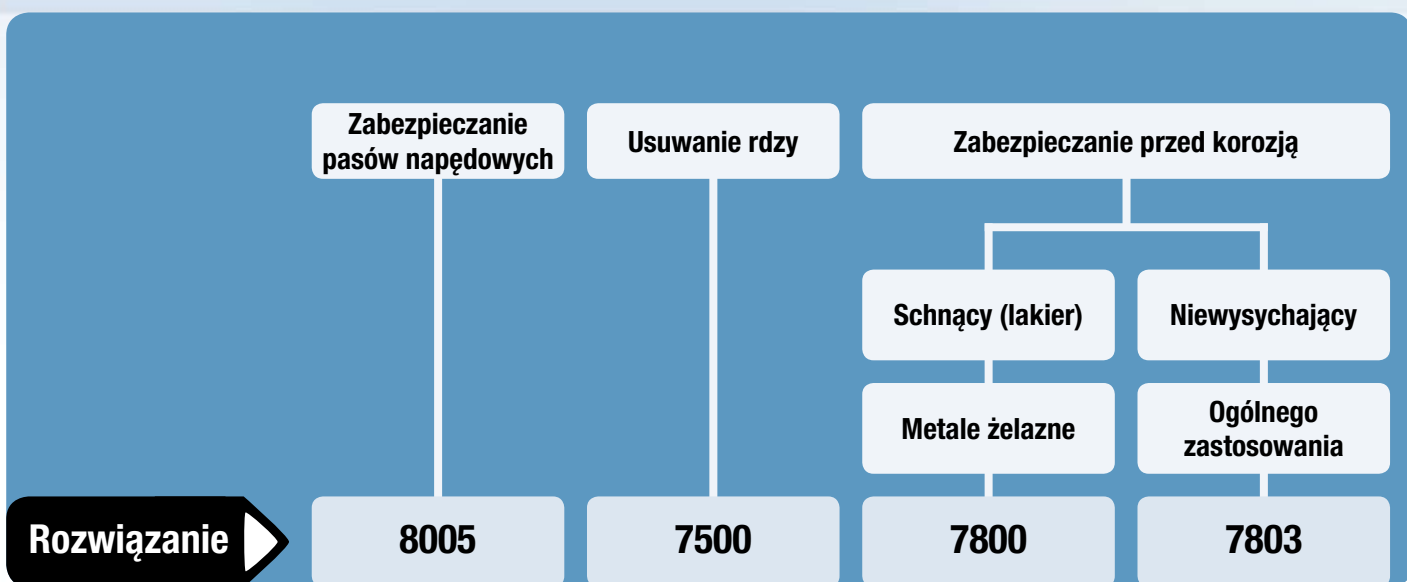 Zabezpieczanie
pasów napędowych
Usuwanie rdzy
Zabezpieczanie przed korozją
Schnący (lakier)
Niewysychający
Metale żelazne
Ogólnego
zastosowania
Rozwiązanie
8005
7500
7800
7803